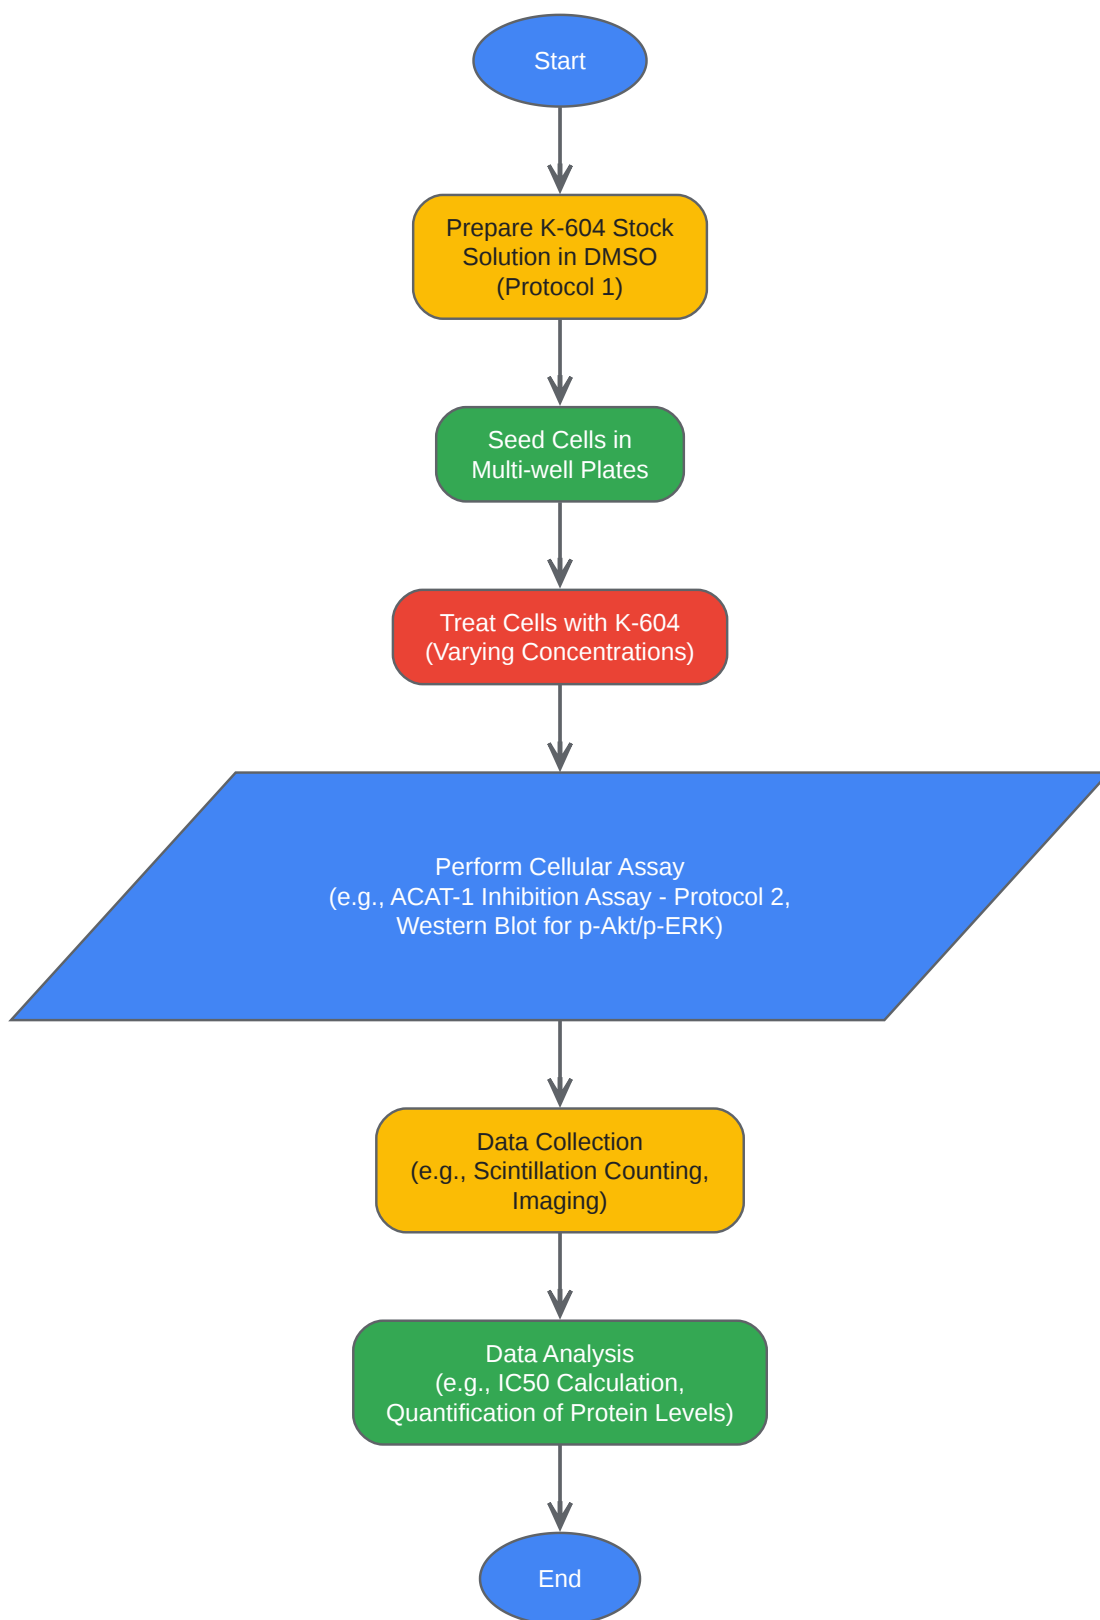 Start
Prepare K-604 Stock
Solution in DMSO
(Protocol 1)
Seed Cells in
Multi-well Plates
Treat Cells with K-604
(Varying Concentrations)
Perform Cellular Assay
(e.g., ACAT-1 Inhibition Assay - Protocol 2,
Western Blot for p-Akt/p-ERK)
Data Collection
(e.g., Scintillation Counting,
Imaging)
Data Analysis
(e.g., IC50 Calculation,
Quantification of Protein Levels)
End